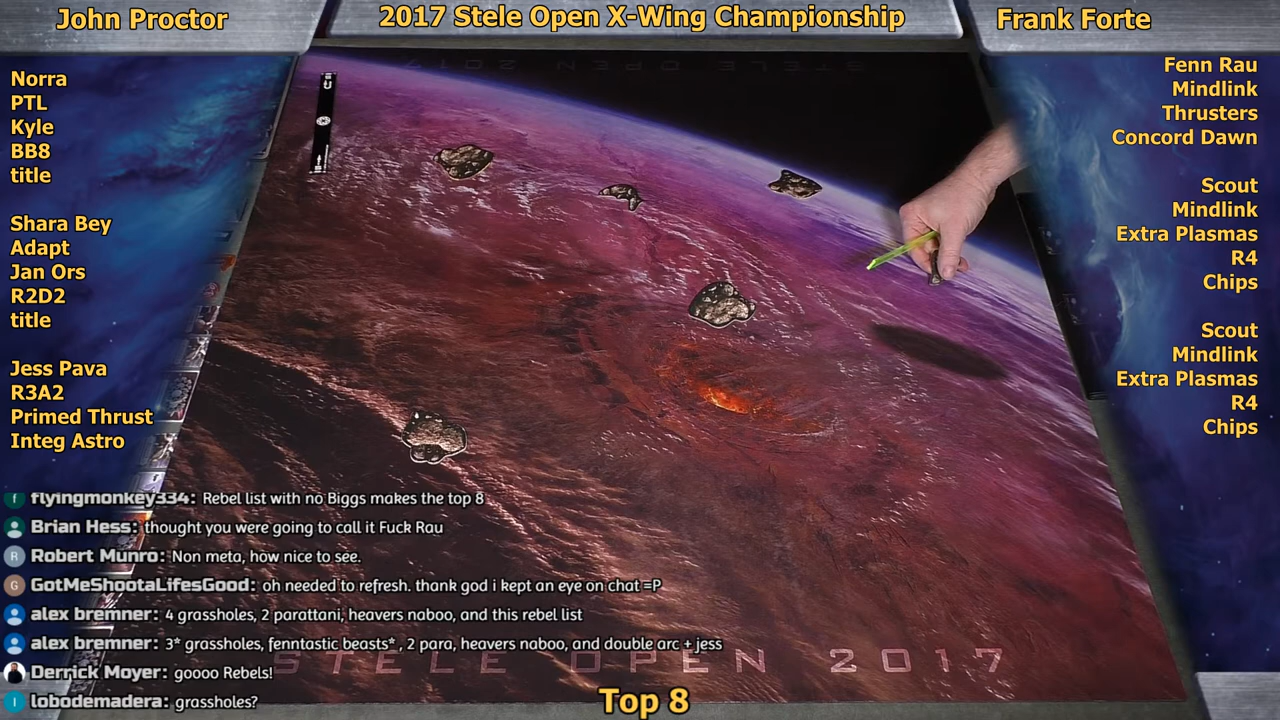 John Proctor
2017 Stele Open X-Wing Championship
Frank Forte
STELE OPEN 2017
Norra
PTL
Kyle
BB8
title
Shara Bey
Adapt
Jan Ors
R2D2
title
Jess Pava
R3A2
Primed Thrust
Integ Astro
Fenn Rau
Mindlink
Thrusters
Concord Dawn
Scout
Mindlink
Extra Plasmas
R4
Chips
Scout
Mindlink
Extra Plasmas
R4
Chips
f flyingmonkey334: Rebel list with no Biggs makes the top 8
Brian Hess: thought you were going to call it Fuck Rau
R Robert Munro: Non meta, how nice to see.
G GotMeShootaLifesGood: oh needed to refresh. thank god i kept an eye on chat =P
alex bremner: 4 grassholes, 2 parattani, heavers naboo, and this rebel list
alex bremner: 3* grassholes, fenntastic beasts* , 2 para, heavers naboo, and double arc + jess
Derrick Moyer: goooo Rebels!
l lobodemadera: grassholes?
STELE OPEN 2017
Top 8